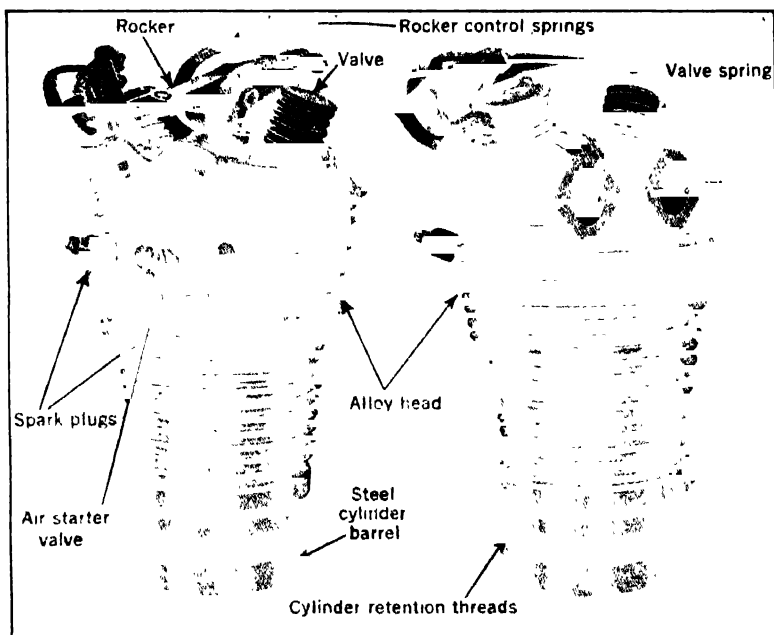 Rocker
Rocker control springs
Valve
Valve spring
Spark plugs
Alloy head
Air starter
valve
Steel
cylinder
barrel
Cylinder retention threads